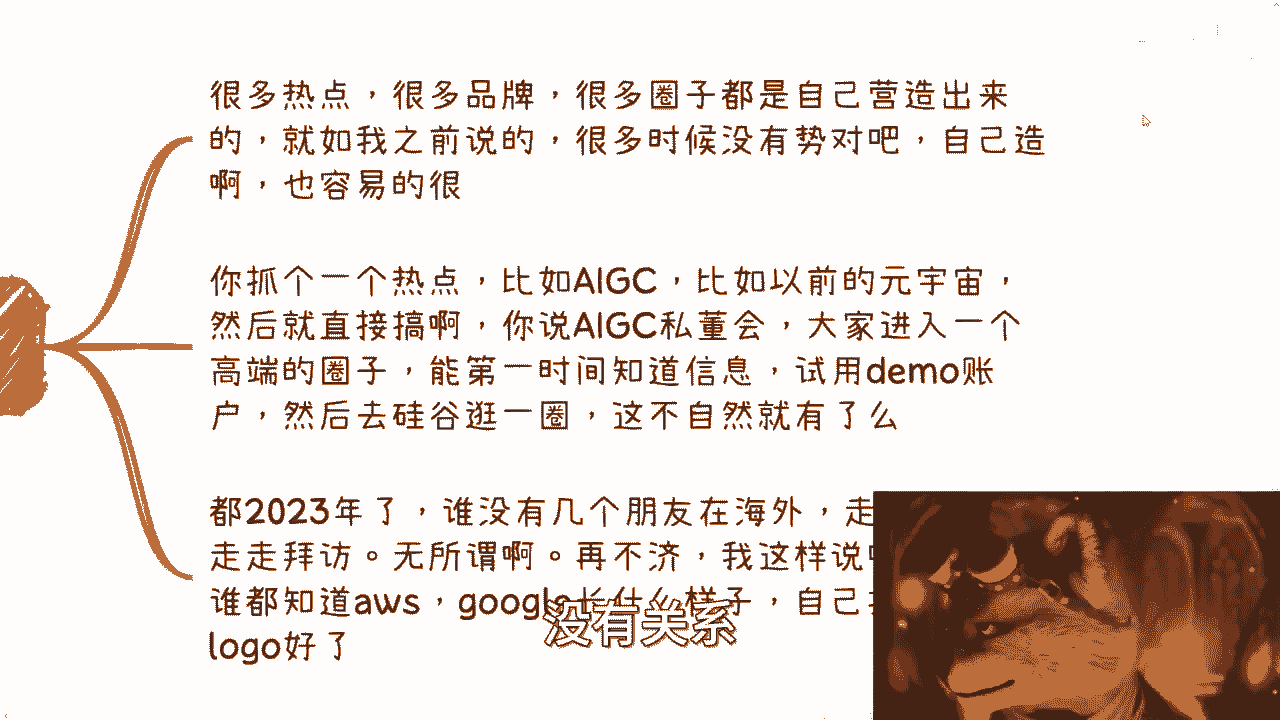 很多热点，很多品牌，很多圈子都是自己营造出来
的，就如我之前说的，很多时候没有势对吧，自己造
啊，也容易的很
你抓个一个热点，比如AIGC，比如以前的元宇宙，
然后就直接搞啊，你说AIGC私董会，大家进入一个
高端的圈子，能第一时间知道信息，试用demo账
户，然后去硅谷逛一圈，这不自然就有了么
都2023年了，谁没有几个朋友在海外，走
走走拜访。无所谓啊。再不济，我这样说
谁都知道aws，google长什么样子，自己
logo好了
没有关系